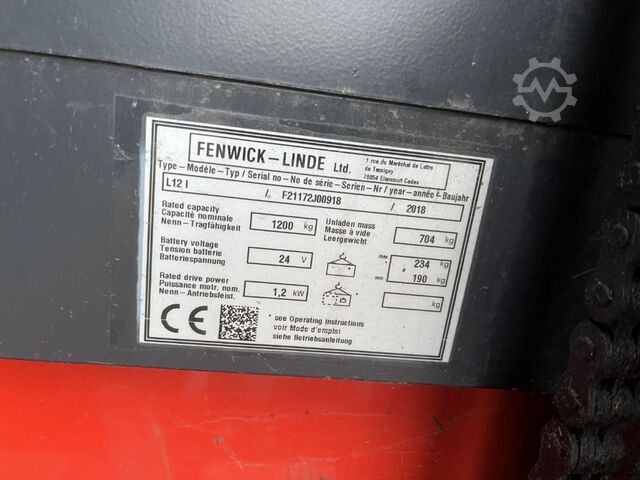 FENWICK-LINDE Ltd.
1 rue du Maréchal de Lattre
de Tassigny
78854 Elancourt Cedex
Type-Modèle-Typ / Serial no-No de série-Serien-Nr / year-année-Baujahr
L12 I / F21172J00918 / 2018
Rated capacity
Capacité nominale
Nenn-Tragfähigkeit
1200 kg
Unladen mass
Masse à vide
Leergewicht
704 kg
Battery voltage
Tension batterie
Batteriespannung
24 V
max * 234 kg
min 190 kg
Rated drive power
Puissance motr. nom.
Nenn-Antriebsleist.
1,2 kW
kg
CE
* see Operating instructions
voir Mode d'emploi
siehe Betriebsanleitung